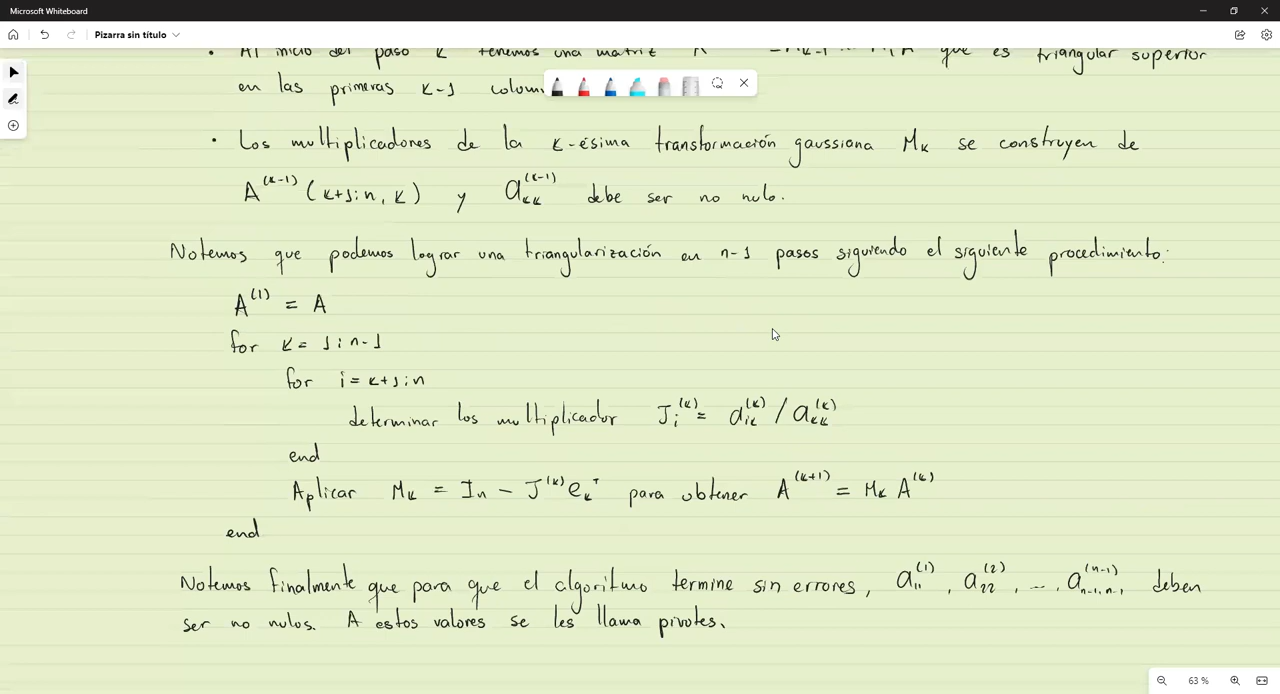 Microsoft Whiteboard
Pizarra sin título
• Al inicio del paso K tenemos una matriz que es triangular superior
en las primeras K-1
• Los multiplicadores de la K-ésima transformación gaussiana M_K se construyen de
A^(K-1) (K+1:n, K) y a_KK^(K-1) debe ser no nulo.
Notemos que podemos lograr una triangularización en n-1 pasos siguiendo el siguiente procedimiento:
A^(1) = A
for K = 1:n-1
for i = K+1:n
determinar los multiplicador J_i^(K) = a_iK^(K) / a_KK^(K)
end
Aplicar M_K = I_n - J^(K) e_K^T para obtener A^(K+1) = M_K A^(K)
end
Notemos finalmente que para que el algoritmo termine sin errores, a_11^(1), a_22^(2), ..., a_n-1,n-1^(n-1) deben
ser no nulos. A estos valores se les llama pivotes.
63 %